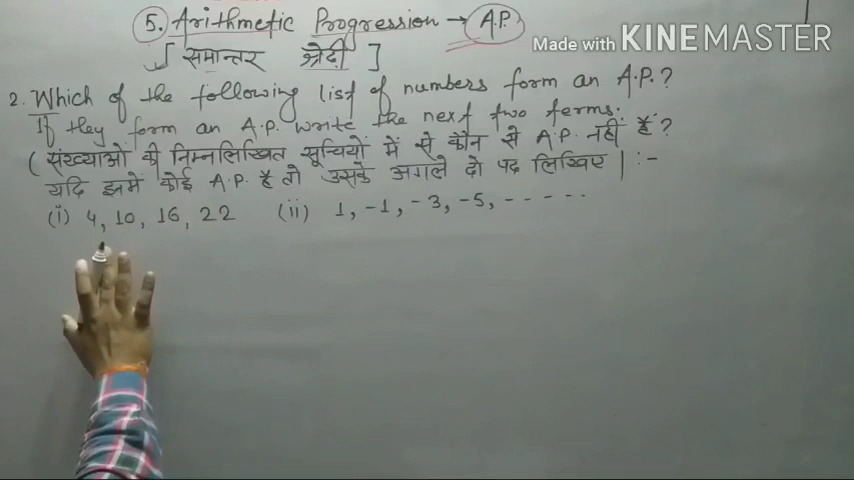 5. Arithmetic Progression → A.P.
Made with KINEMASTER
[ समान्तर श्रेढ़ी ]
2. Which of the following list of numbers form an A.P.?
If they form an A.P. write the next two terms.
( संख्याओं की निम्नलिखित सूचियों में से कौन से A.P. नहीं हैं ?
यदि इनमें कोई A.P. है तो उसके अगले दो पद लिखिए | :-
(i) 4, 10, 16, 22 (ii) 1, -1, -3, -5, - - - - -